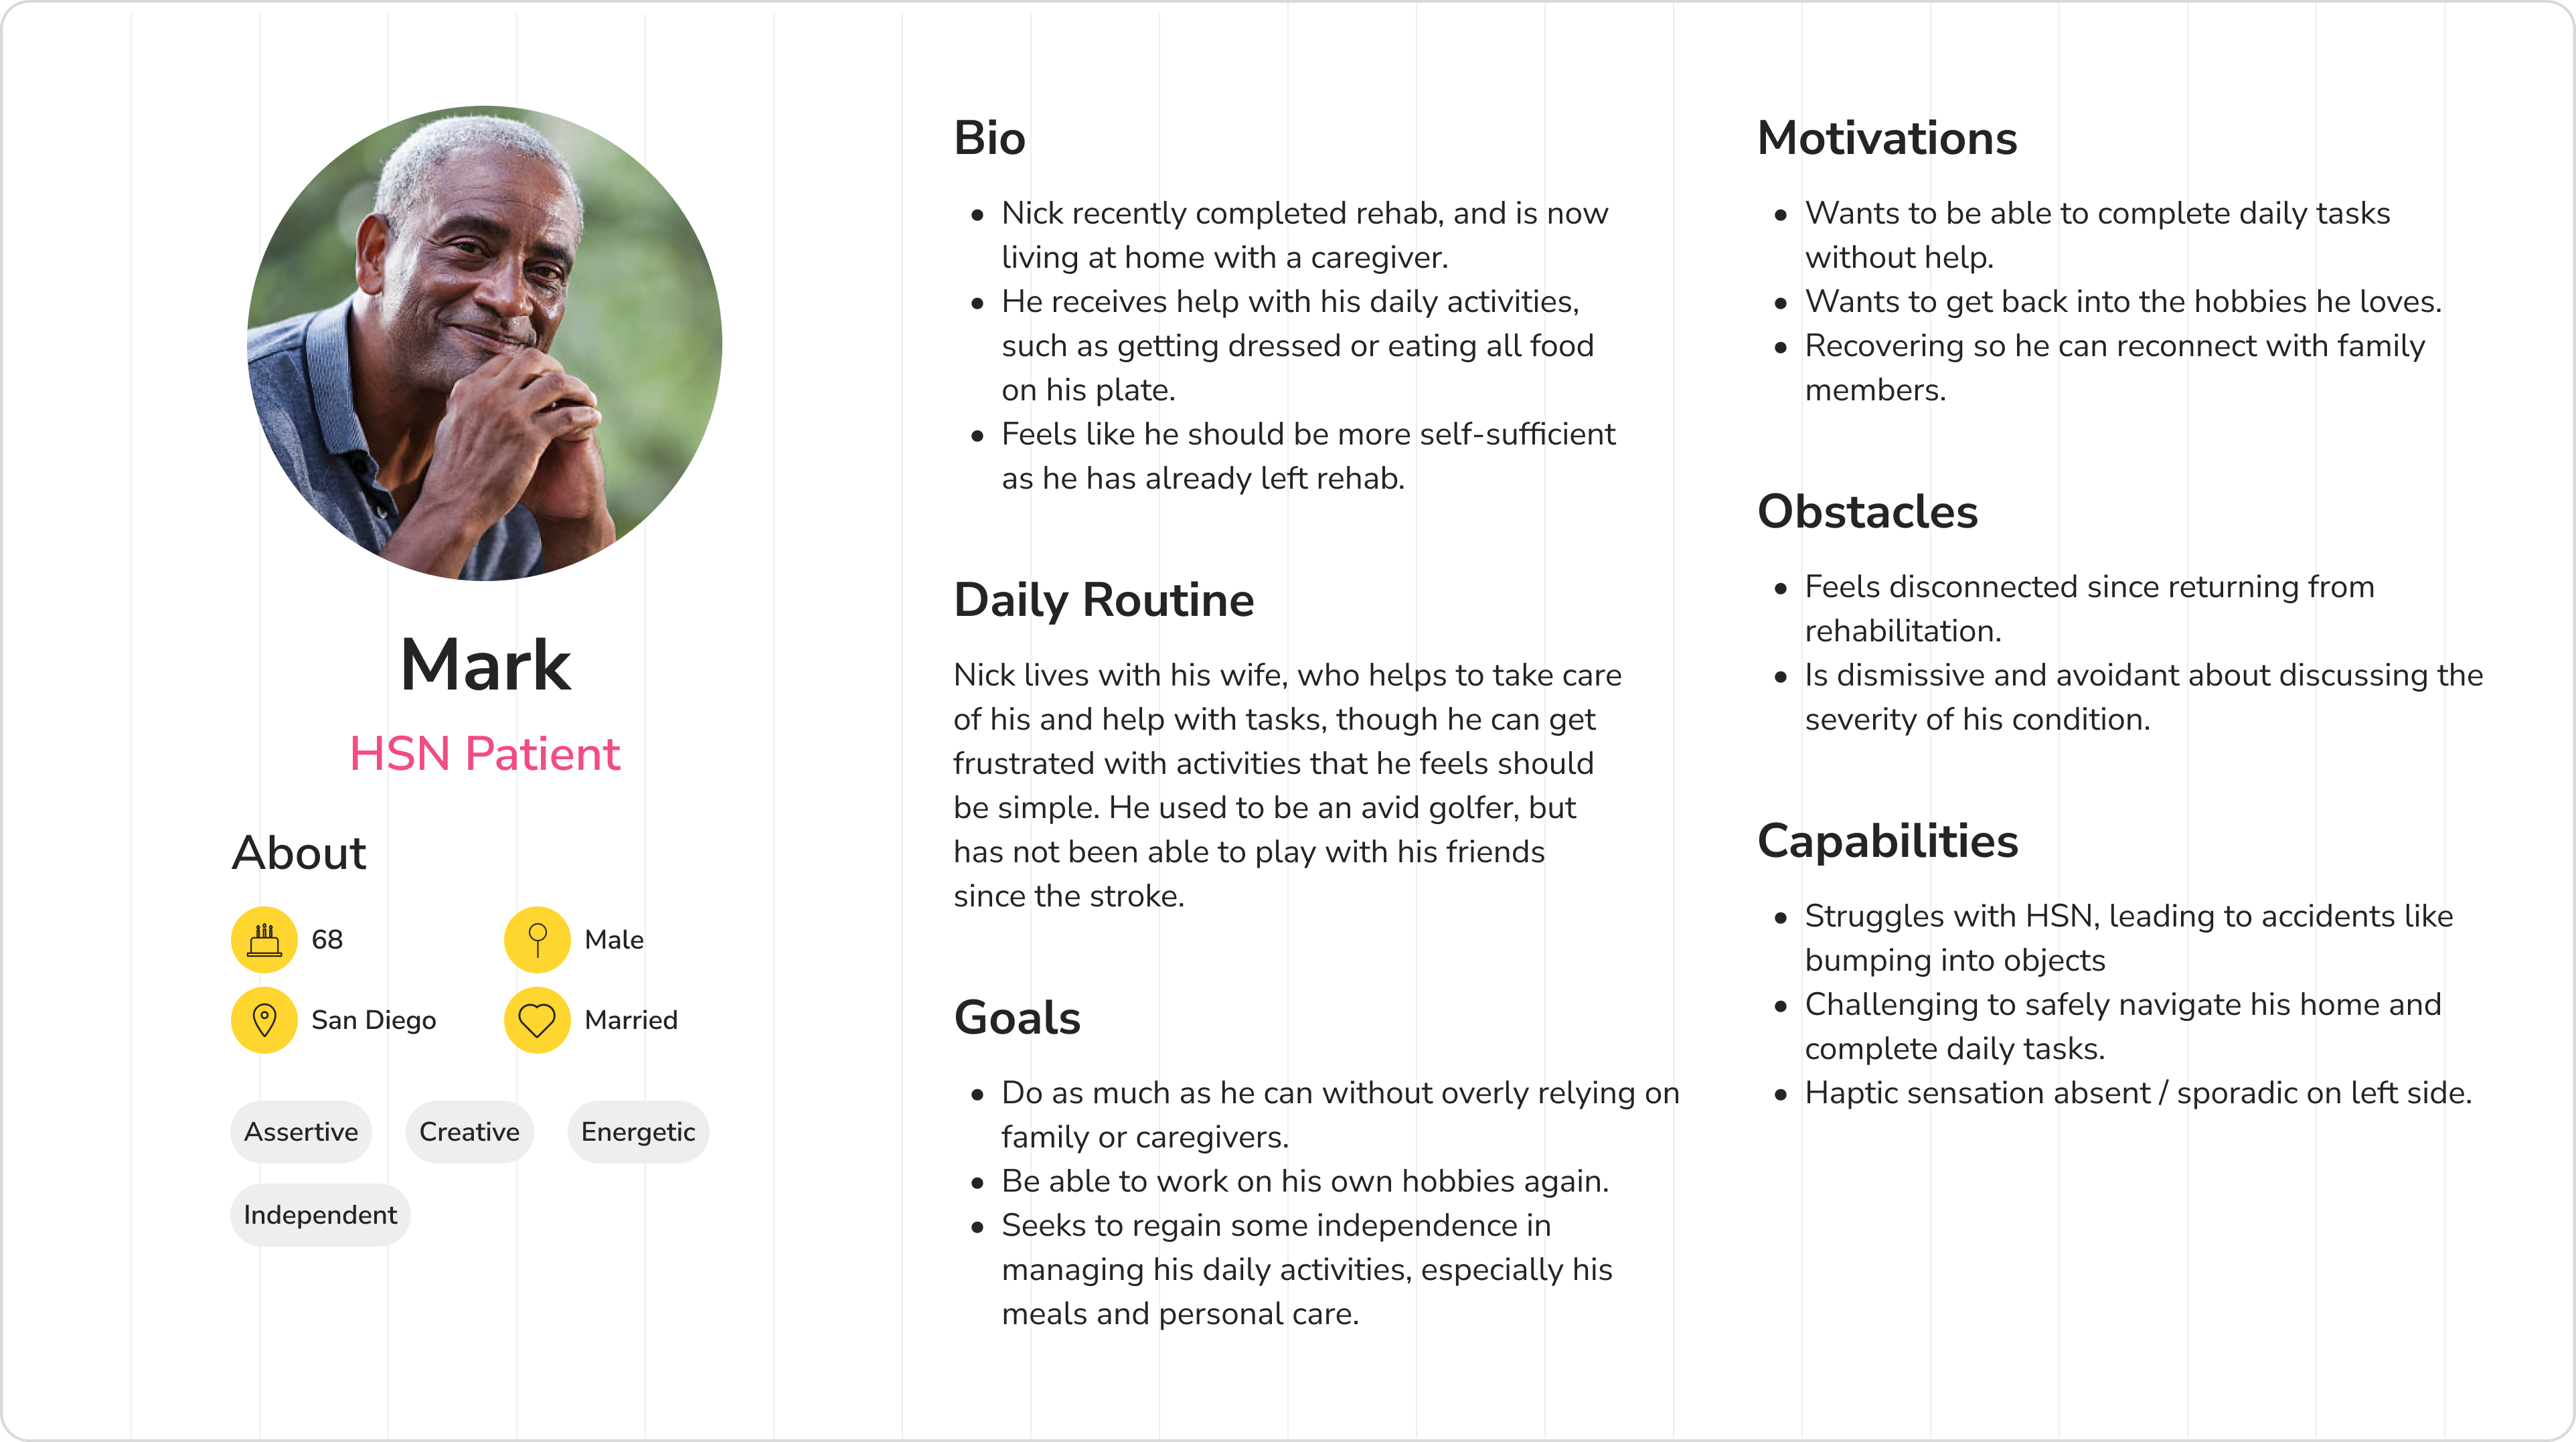 Mark
HSN Patient
About
68
Male
San Diego
Married
Assertive
Creative
Energetic
Independent
Bio
• Nick recently completed rehab, and is now
living at home with a caregiver.
• He receives help with his daily activities,
such as getting dressed or eating all food
on his plate.
• Feels like he should be more self-sufficient
as he has already left rehab.
Daily Routine
Nick lives with his wife, who helps to take care
of his and help with tasks, though he can get
frustrated with activities that he feels should
be simple. He used to be an avid golfer, but
has not been able to play with his friends
since the stroke.
Goals
• Do as much as he can without overly relying on
family or caregivers.
• Be able to work on his own hobbies again.
• Seeks to regain some independence in
managing his daily activities, especially his
meals and personal care.
Motivations
• Wants to be able to complete daily tasks
without help.
• Wants to get back into the hobbies he loves.
• Recovering so he can reconnect with family
members.
Obstacles
• Feels disconnected since returning from
rehabilitation.
• Is dismissive and avoidant about discussing the
severity of his condition.
Capabilities
• Struggles with HSN, leading to accidents like
bumping into objects
• Challenging to safely navigate his home and
complete daily tasks.
• Haptic sensation absent / sporadic on left side.